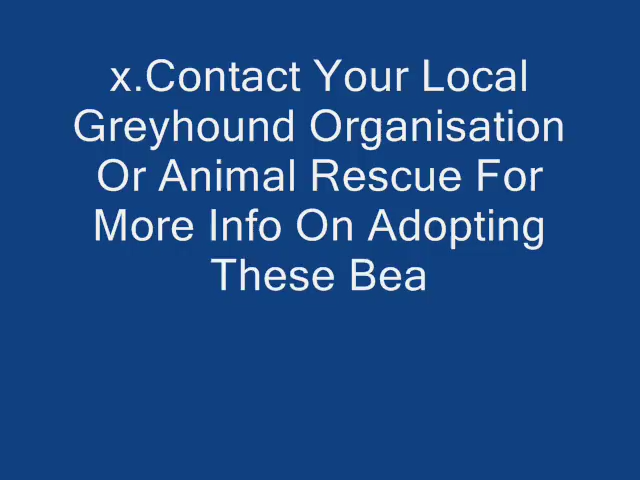 x.Contact Your Local
Greyhound Organisation
Or Animal Rescue For
More Info On Adopting
These Bea